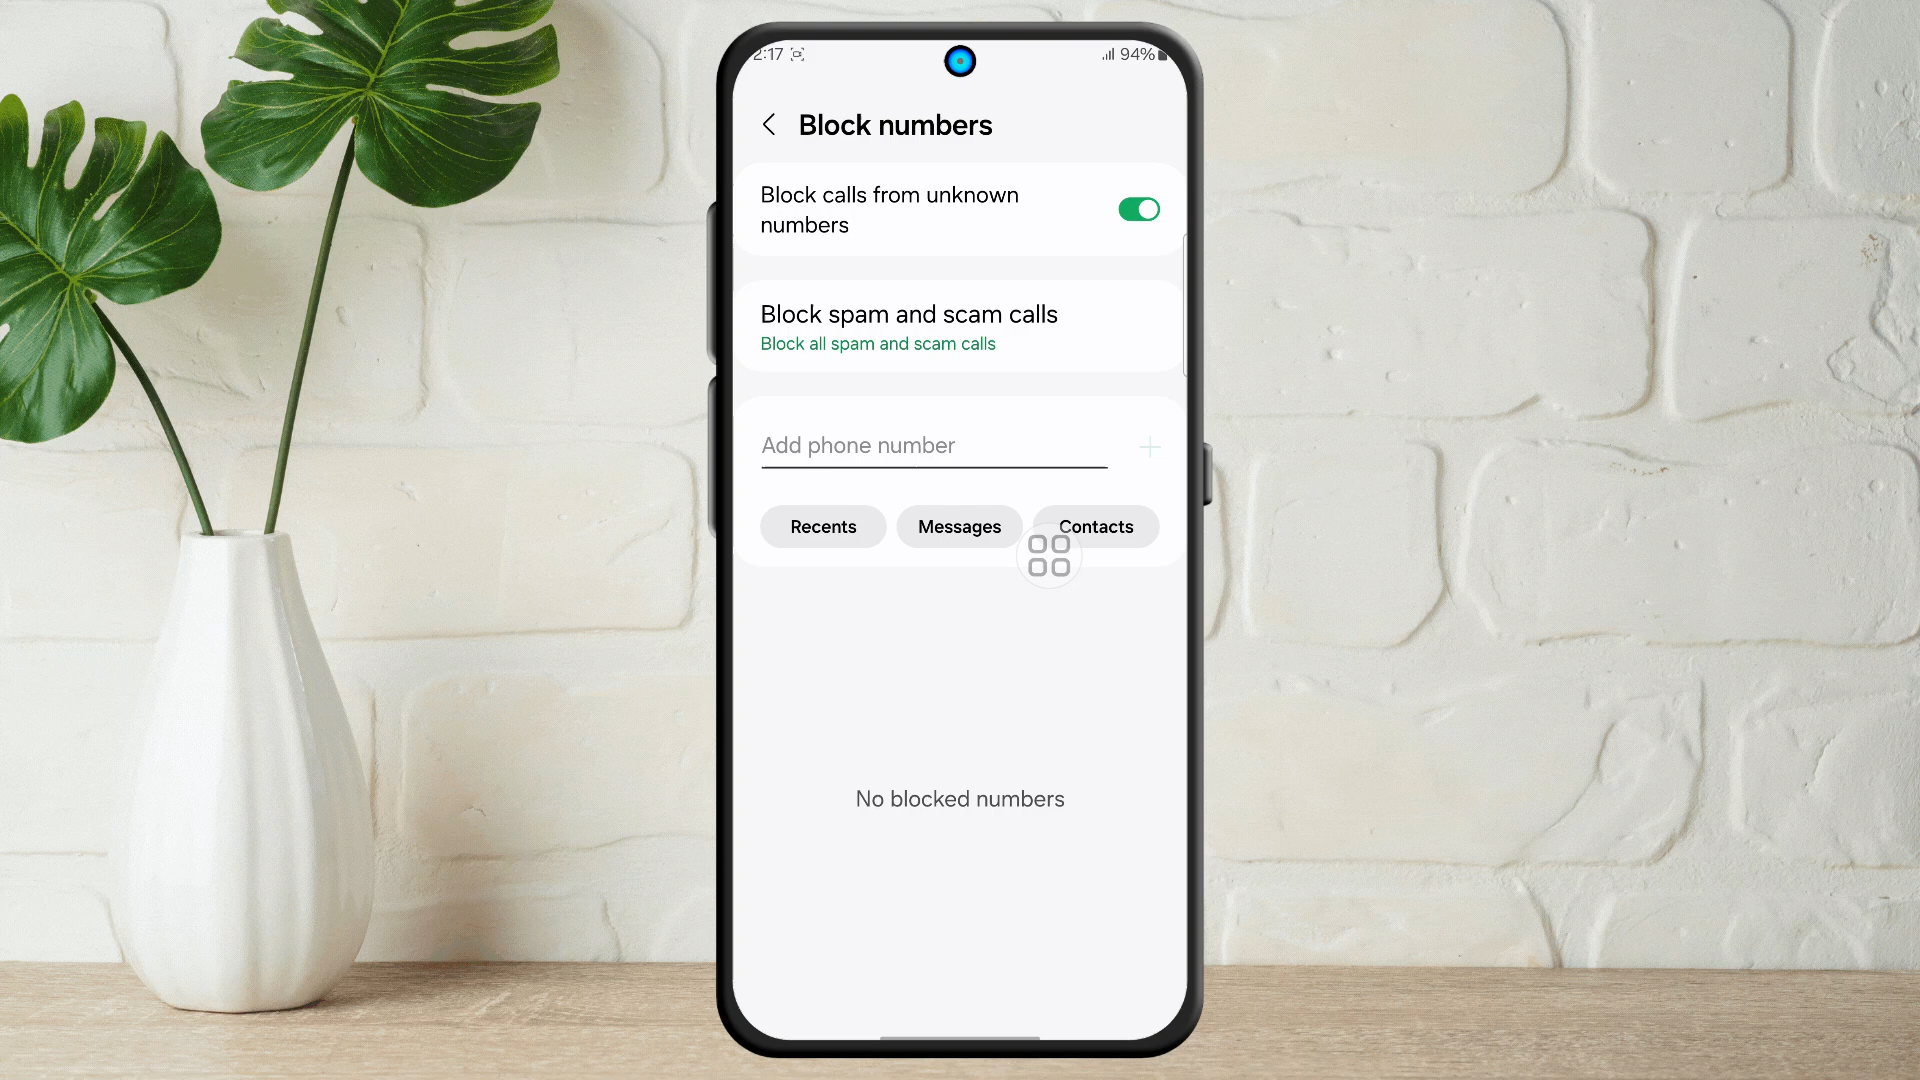 2:17
94%
Block numbers
Block calls from unknown
numbers
Block spam and scam calls
Block all spam and scam calls
Add phone number
Recents Messages Contacts
No blocked numbers